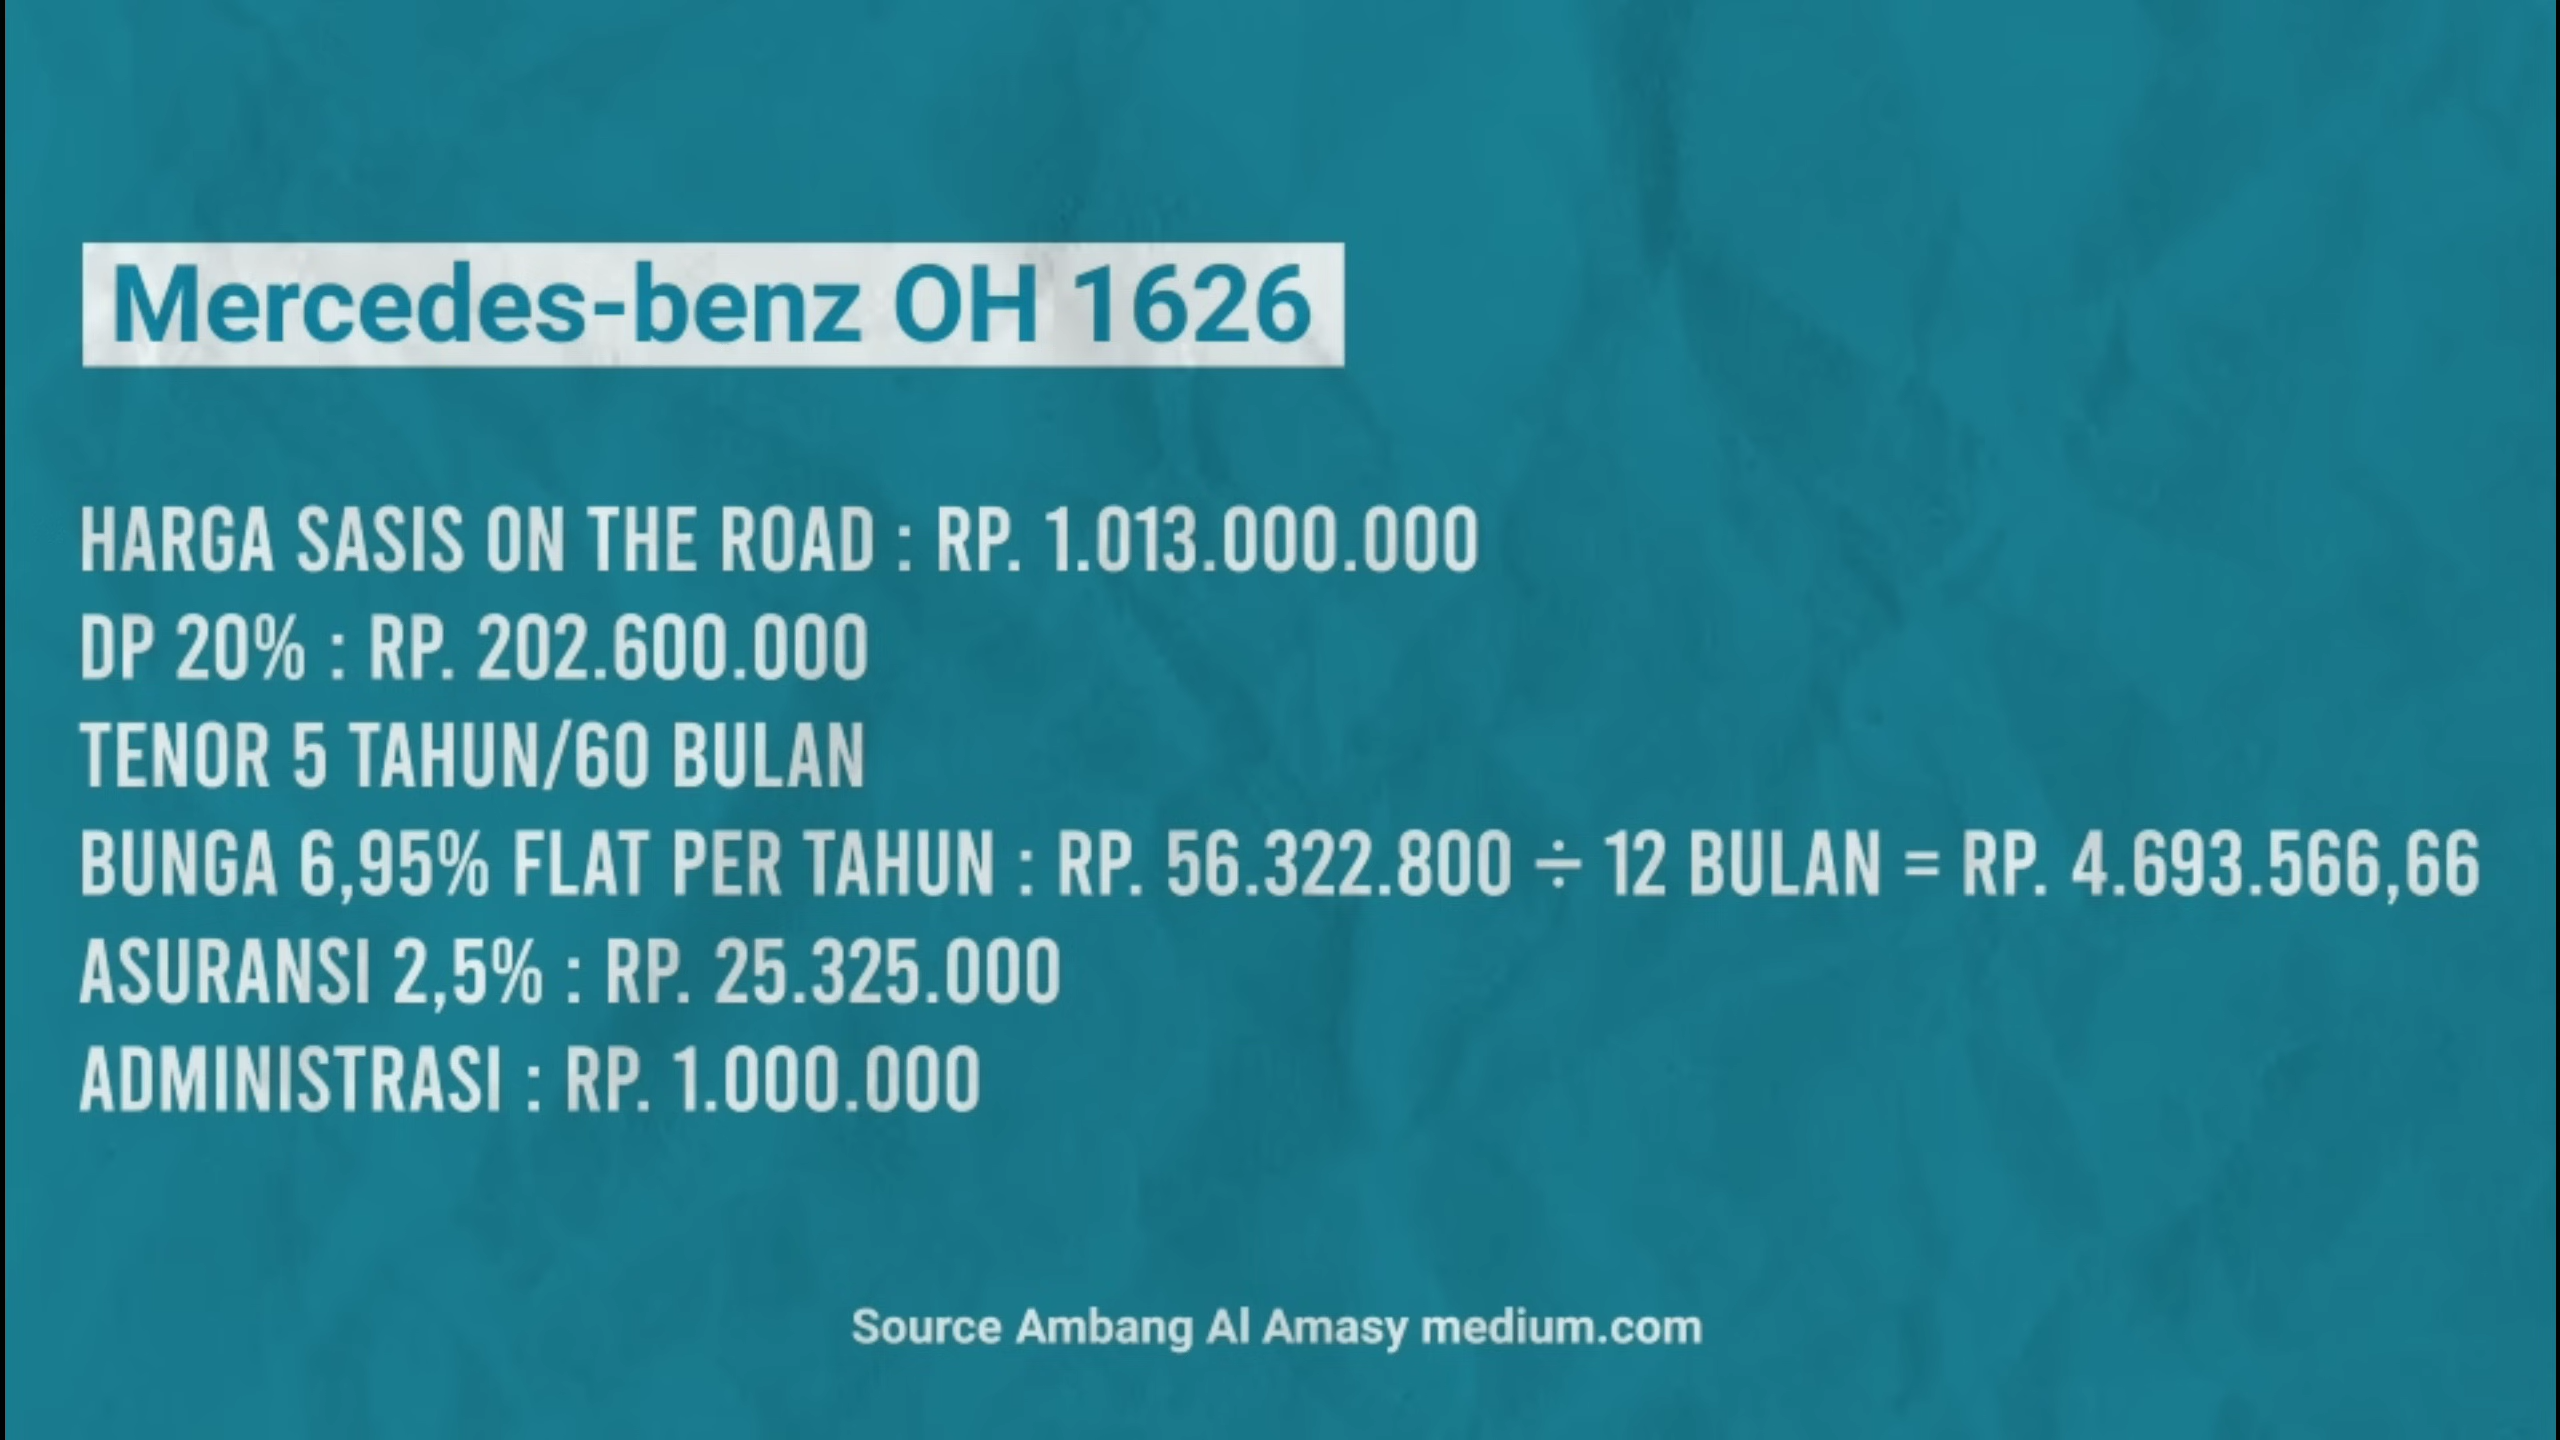 Mercedes-benz OH 1626
HARGA SASIS ON THE ROAD : RP. 1.013.000.000
DP 20% : RP. 202.600.000
TENOR 5 TAHUN/60 BULAN
BUNGA 6,95% FLAT PER TAHUN : RP. 56.322.800 ÷ 12 BULAN = RP. 4.693.566,66
ASURANSI 2,5% : RP. 25.325.000
ADMINISTRASI : RP. 1.000.000
Source Ambang Al Amasy medium.com